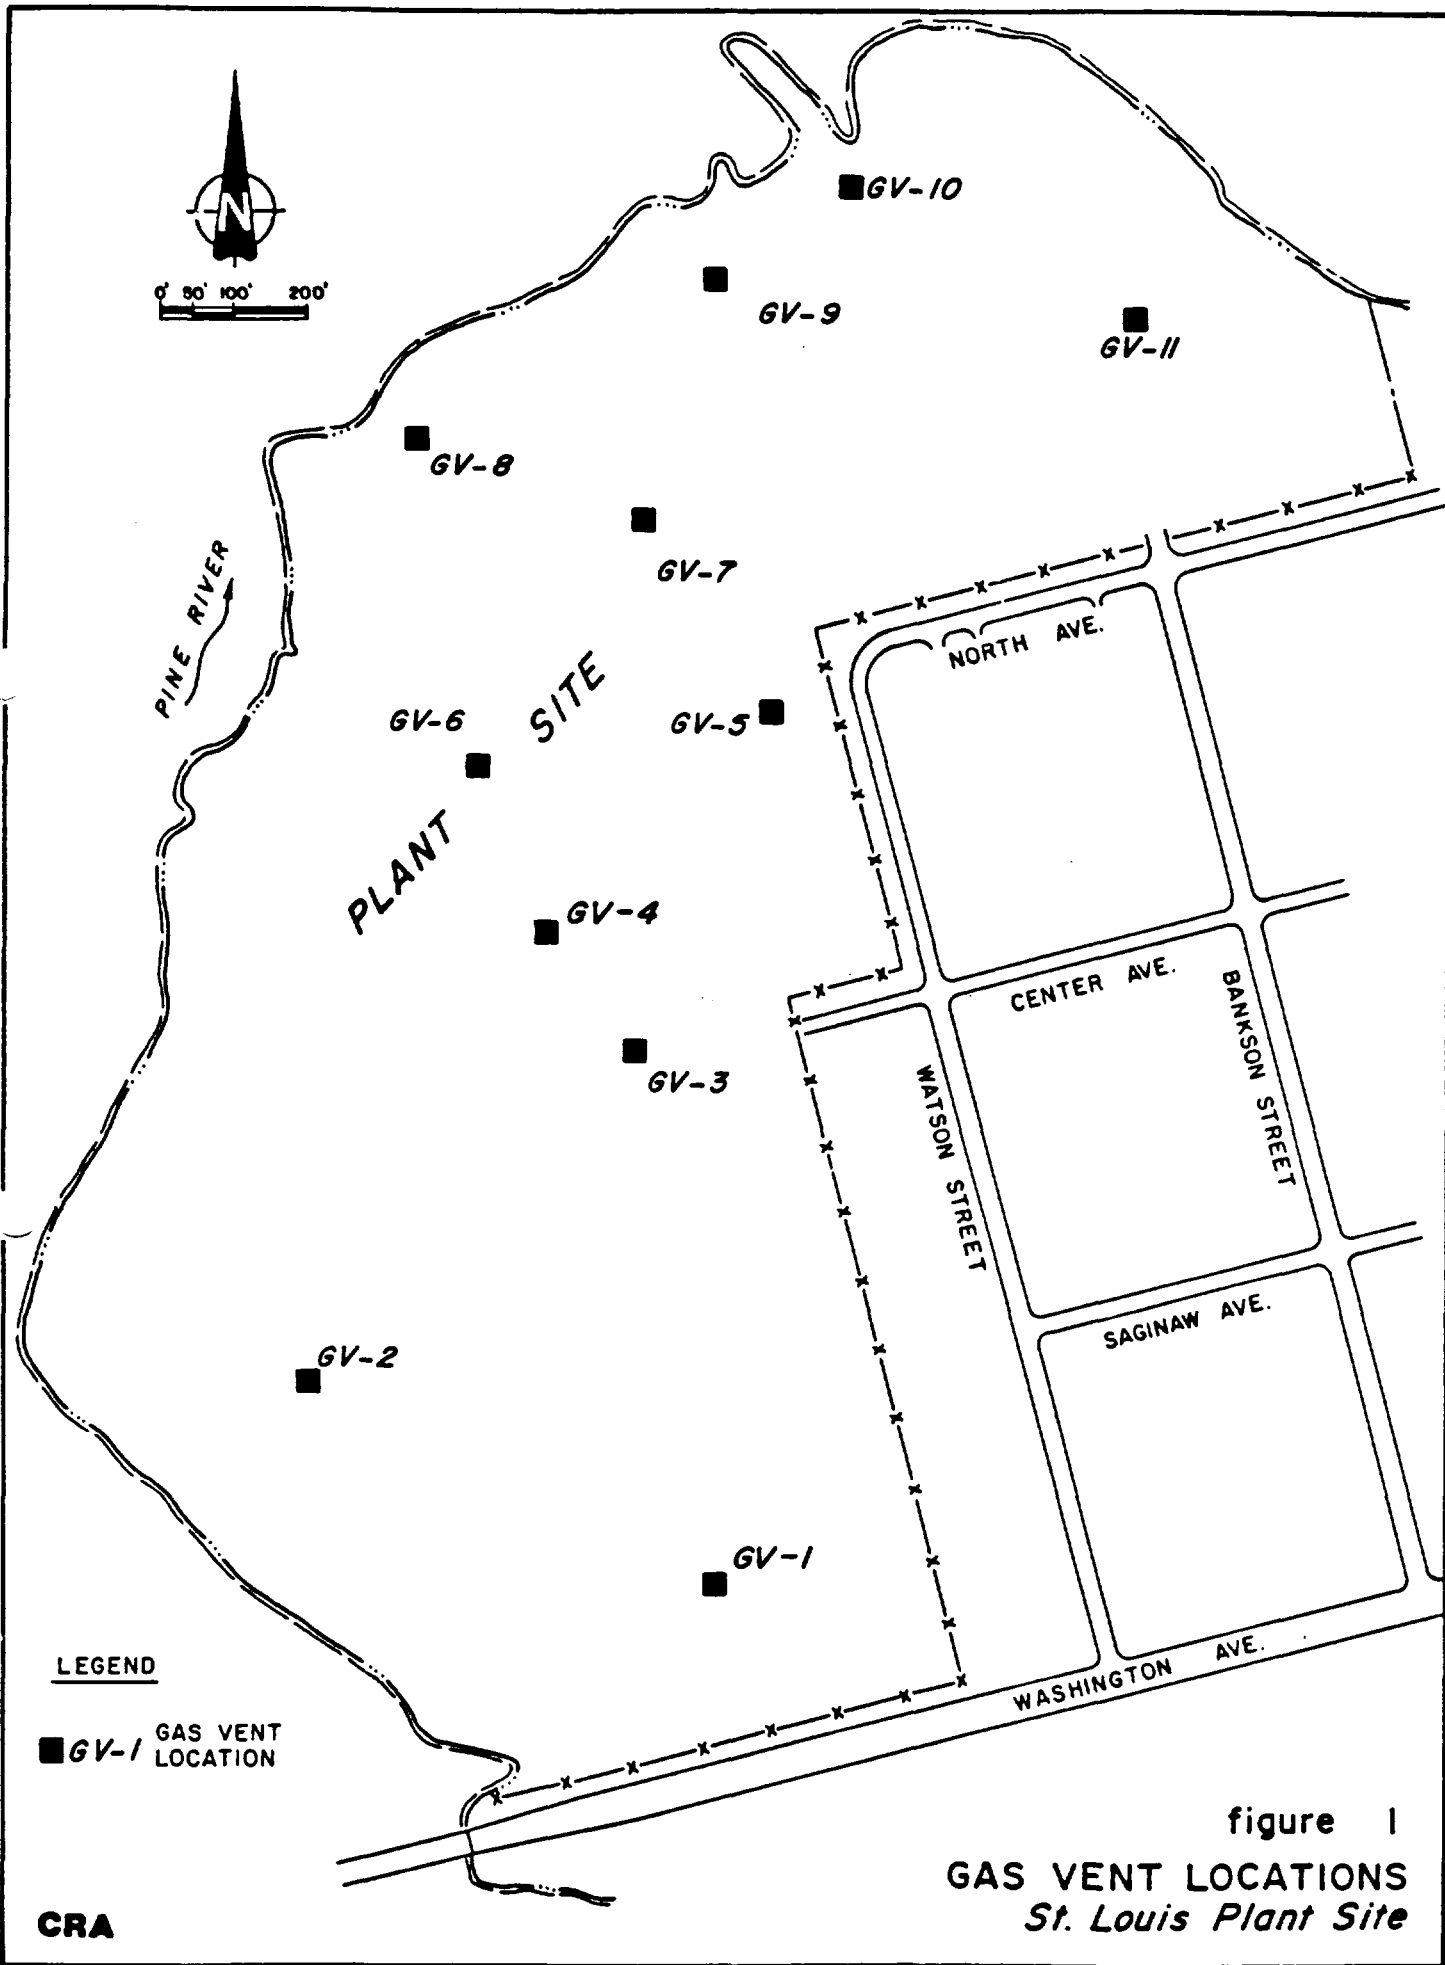 N
0' 50' 100' 200'
GV-10
GV-9
GV-11
GV-8
GV-7
PINE RIVER
NORTH AVE.
PLANT SITE
GV-6
GV-5
GV-4
CENTER AVE.
BANKSON STREET
GV-3
WATSON STREET
SAGINAW AVE.
GV-2
GV-1
WASHINGTON AVE.
LEGEND
GV-1 GAS VENT
LOCATION
figure 1
GAS VENT LOCATIONS
St. Louis Plant Site
CRA